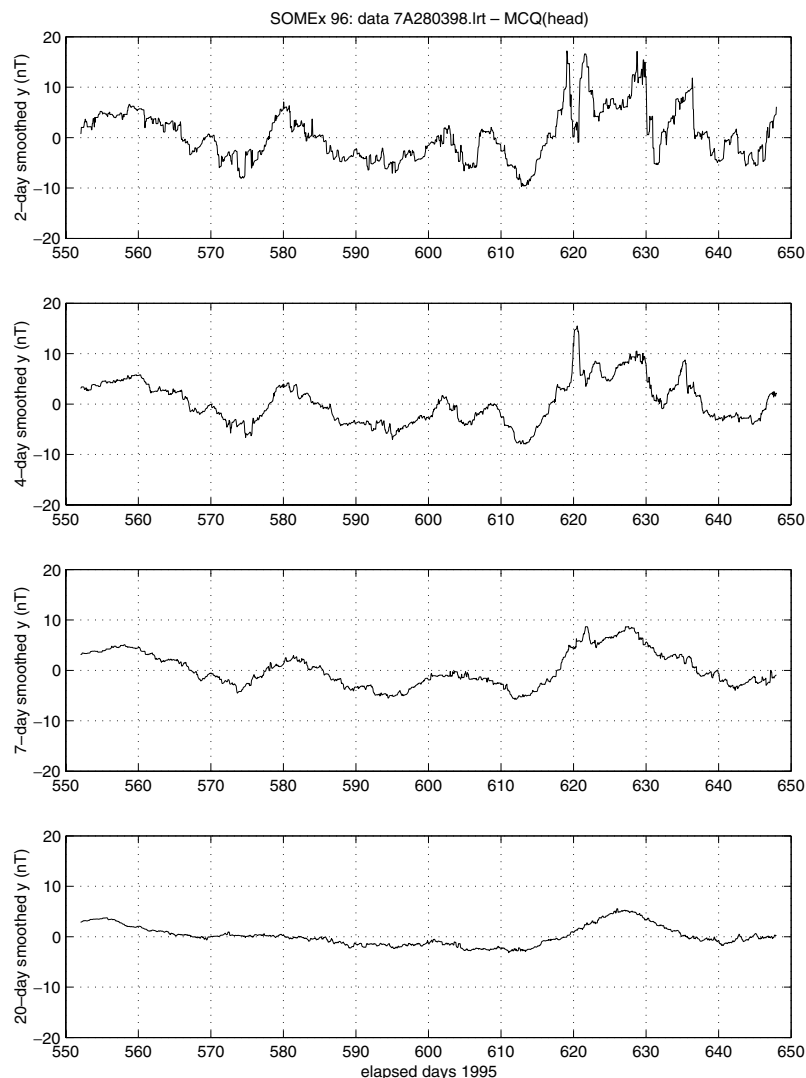 SOMEx 96: data 7A280398.lrt – MCQ(head)
20
10
0
−10
−20
2−day smoothed y (nT)
550 560 570 580 590 600 610 620 630 640 650
20
10
0
−10
−20
4−day smoothed y (nT)
550 560 570 580 590 600 610 620 630 640 650
20
10
0
−10
−20
7−day smoothed y (nT)
550 560 570 580 590 600 610 620 630 640 650
20
10
0
−10
−20
20−day smoothed y (nT)
550 560 570 580 590 600 610 620 630 640 650
elapsed days 1995